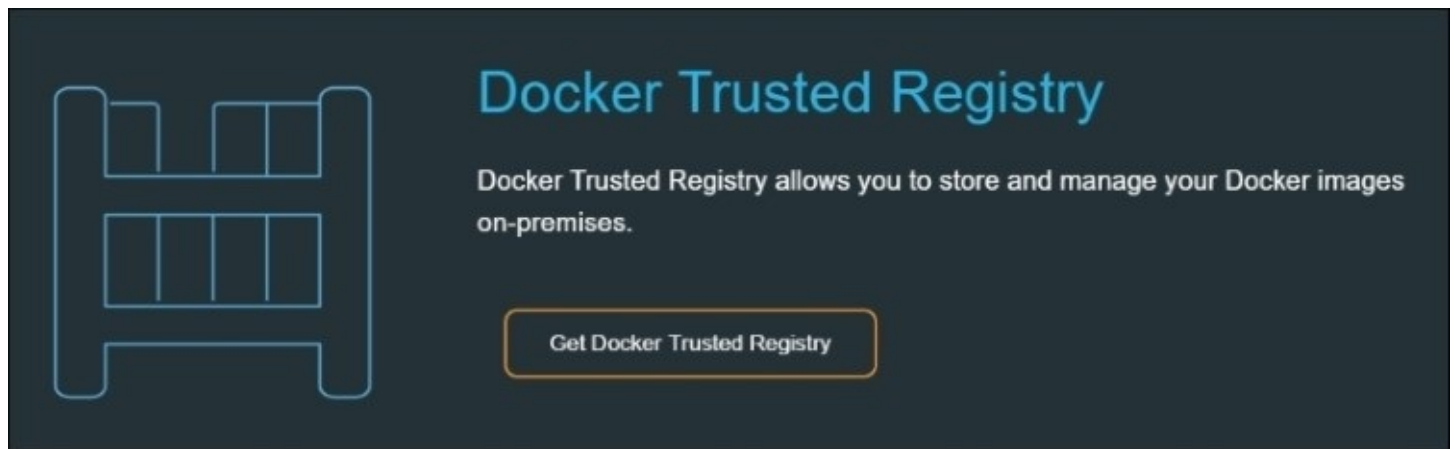 Docker Trusted Registry
Docker Trusted Registry allows you to store and manage your Docker images
on-premises.
Get Docker Trusted Registry